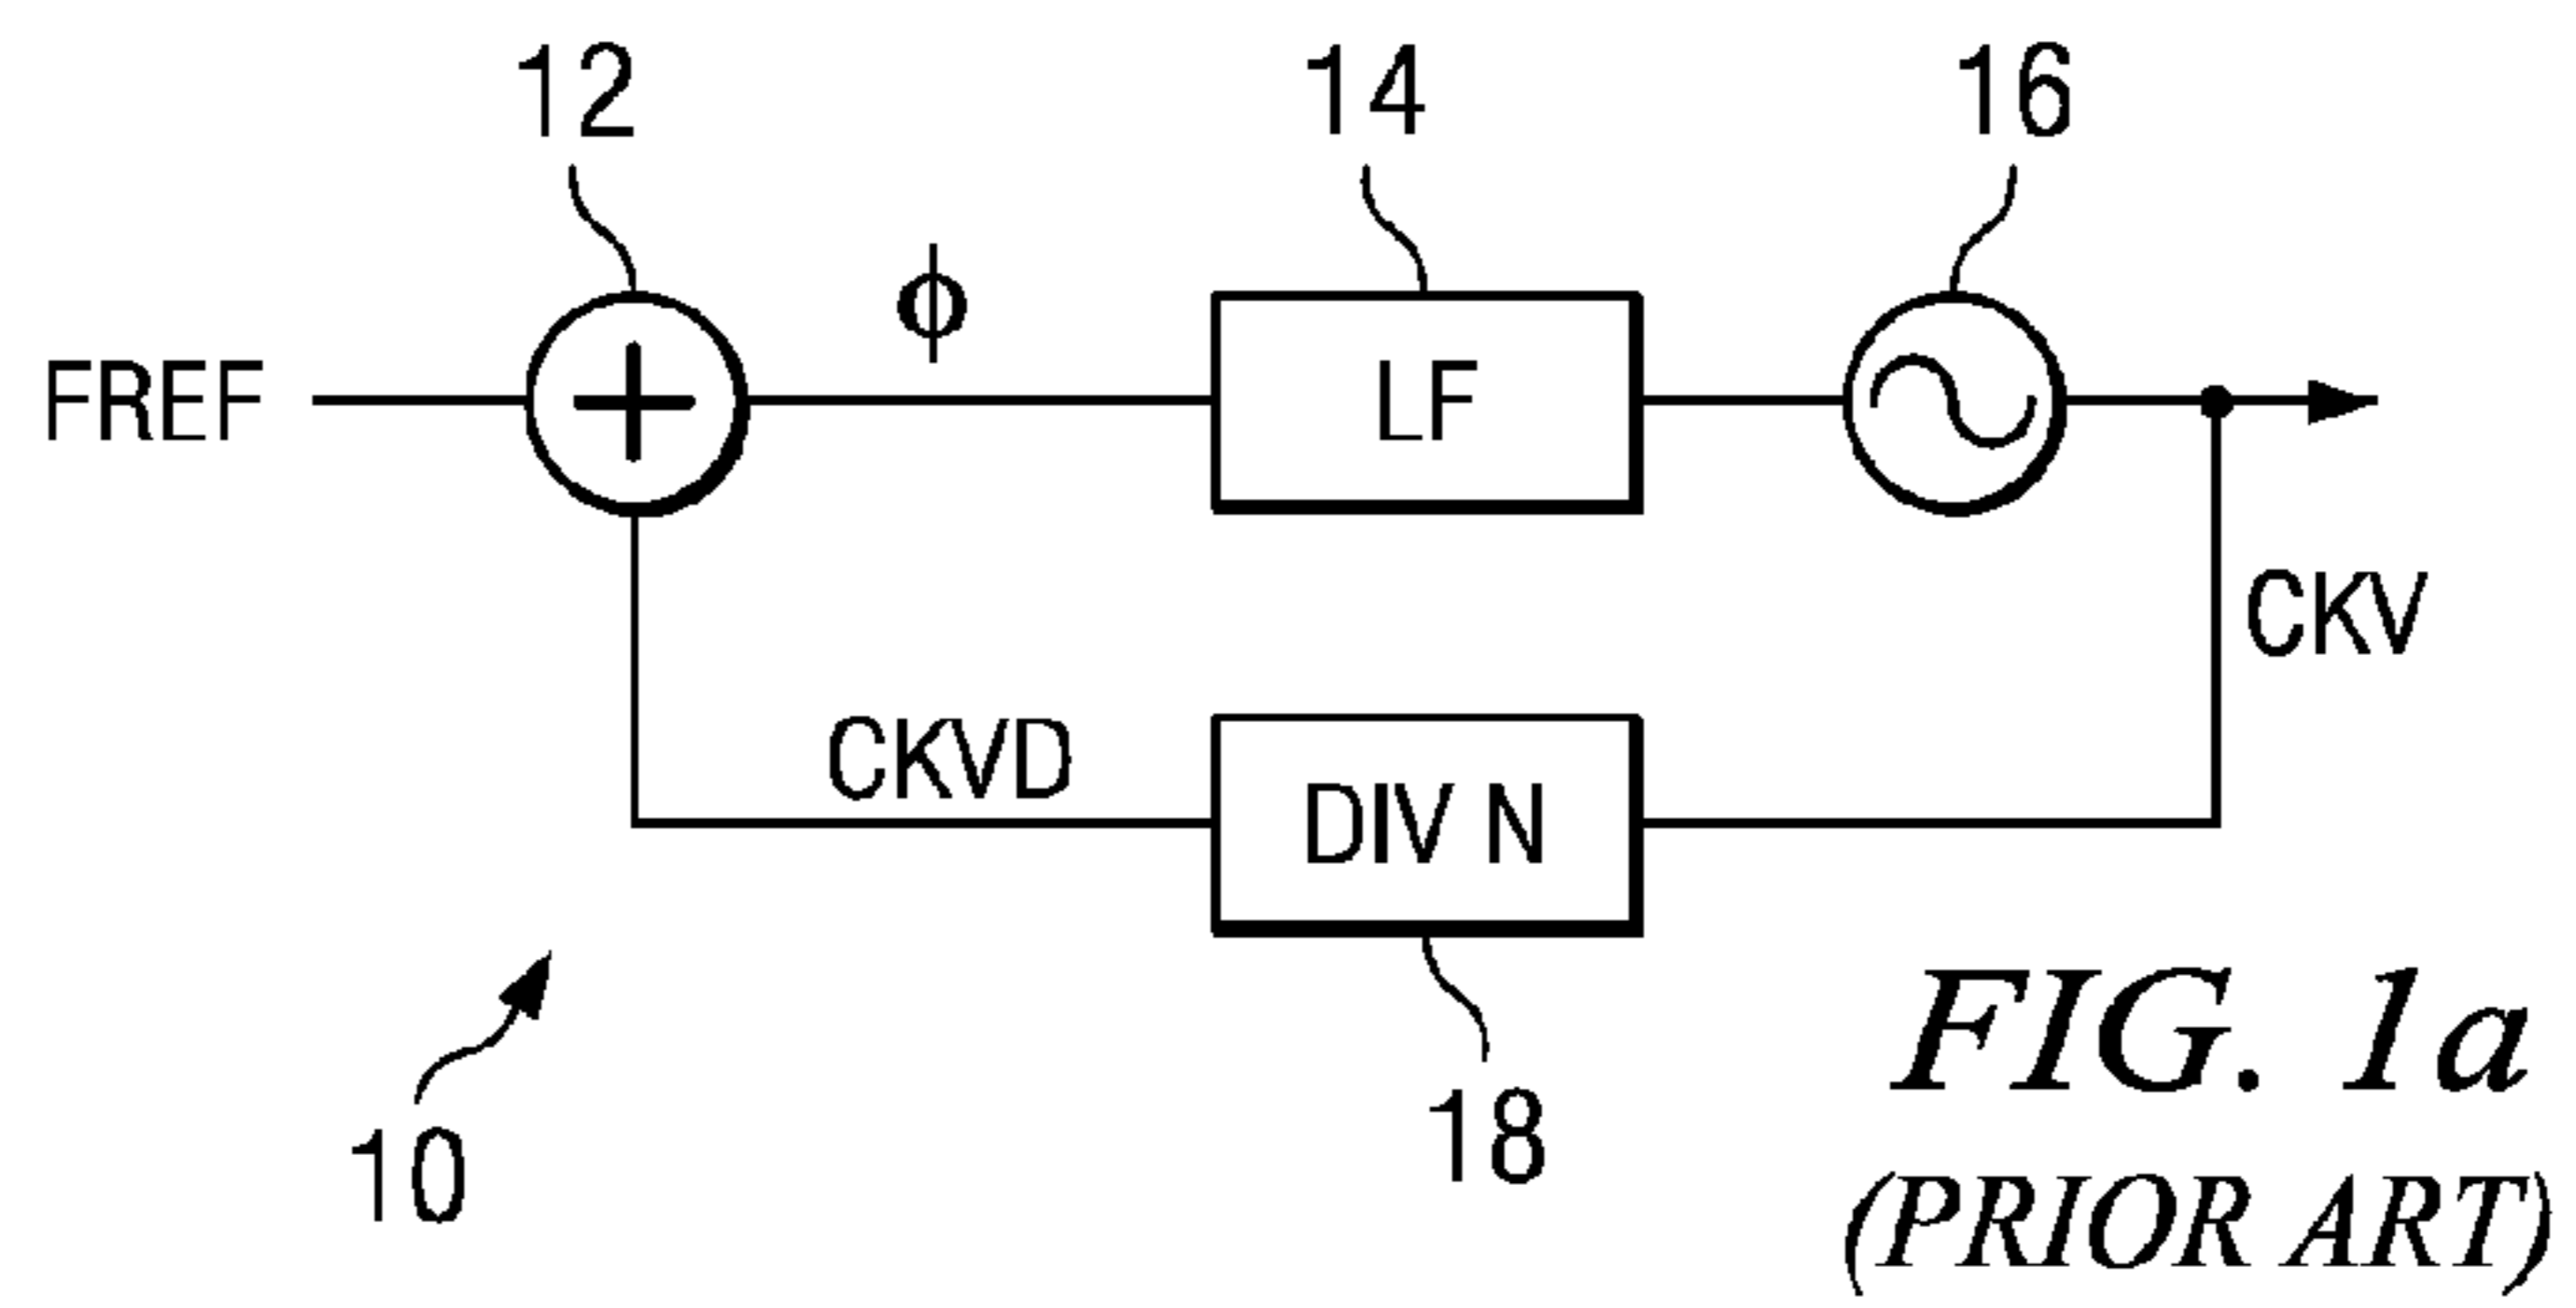 12
14
16
ϕ
FREF
+
LF
CKV
CKVD
DIV N
10
18
FIG. 1a
(PRIOR ART)